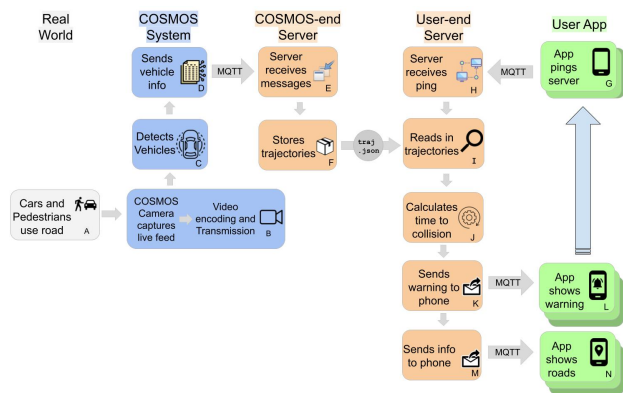 Real
World
COSMOS
System
COSMOS-end
Server
User-end
Server
User App
Sends
vehicle
info
D
MQTT
Server
receives
messages
E
Server
receives
ping
H
MQTT
App
pings
server
G
Detects
Vehicles
C
Stores
trajectories
F
traj
.json
Reads in
trajectories
I
Cars and
Pedestrians
use road
A
COSMOS
Camera
captures
live feed
Video
encoding and
Transmission
B
Calculates
time to
collision
J
Sends
warning to
phone
K
MQTT
App
shows
warning
L
Sends info
to phone
M
MQTT
App
shows
roads
N